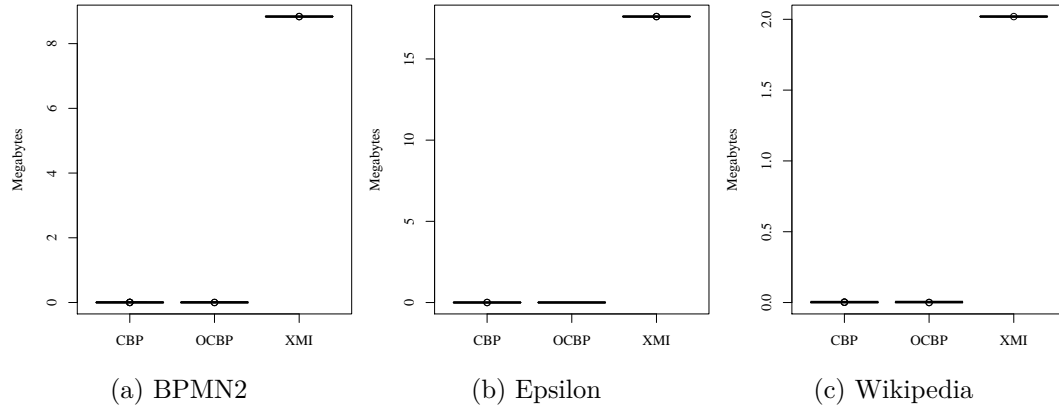 Megabytes
8
6
4
2
0
CBP OCBP XMI
(a) BPMN2
Megabytes
15
10
5
0
CBP OCBP XMI
(b) Epsilon
Megabytes
2.0
1.5
1.0
0.5
0.0
CBP OCBP XMI
(c) Wikipedia